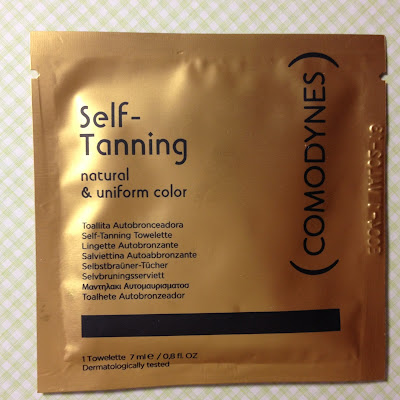 Self-
Tanning
natural
& uniform color
Toallita Autobronceadora
Self-Tanning Towelette
Lingette Autobronzante
Salviettina Autoabbronzante
Selbstbräuner-Tücher
Selvbruningsserviett
Μαντηλακι Αυτομαυρισματοσ
Toalhete Autobronzeador
1 Towelette 7 ml e / 0,8 fl. OZ
Dermatologically tested
(COMODYNES)